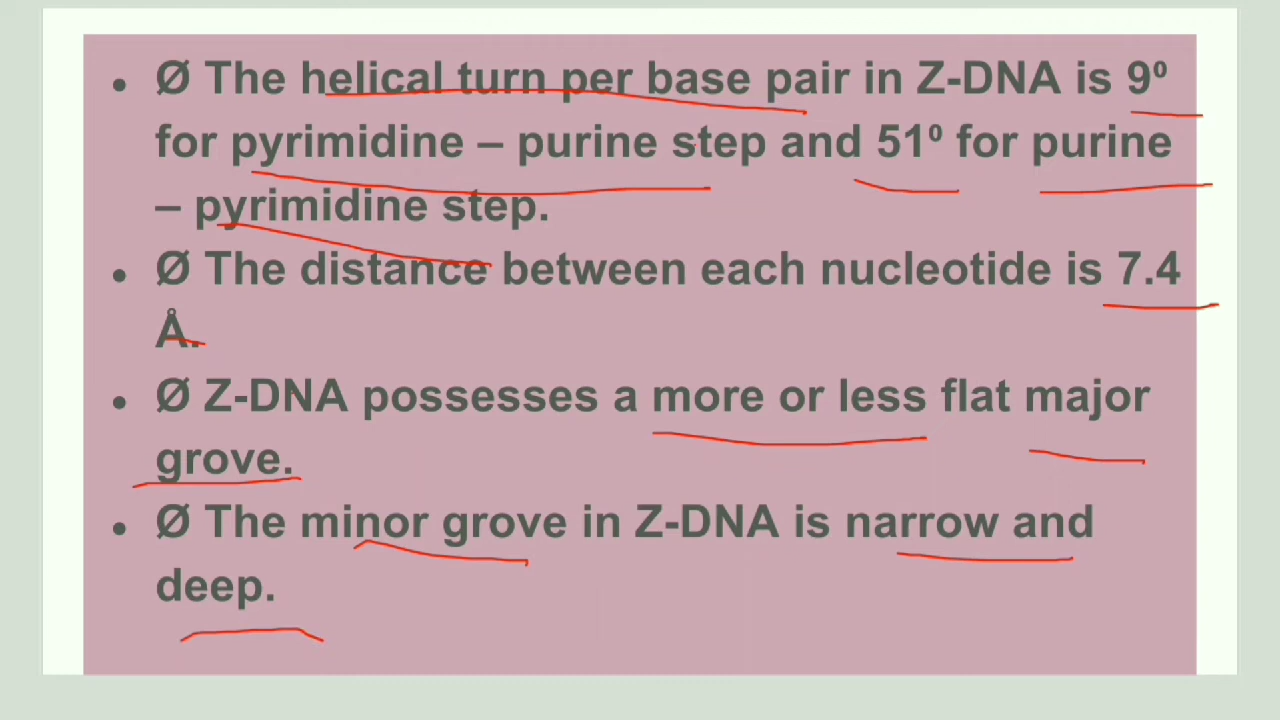 • Ø The helical turn per base pair in Z-DNA is 9⁰
for pyrimidine – purine step and 51⁰ for purine
– pyrimidine step.
• Ø The distance between each nucleotide is 7.4
Å.
• Ø Z-DNA possesses a more or less flat major
grove.
• Ø The minor grove in Z-DNA is narrow and
deep.